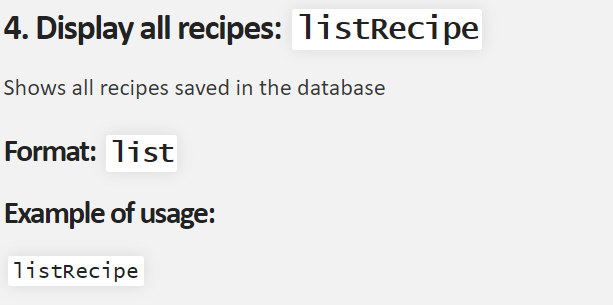 4. Display all recipes: listRecipe
Shows all recipes saved in the database
Format: list
Example of usage:
listRecipe